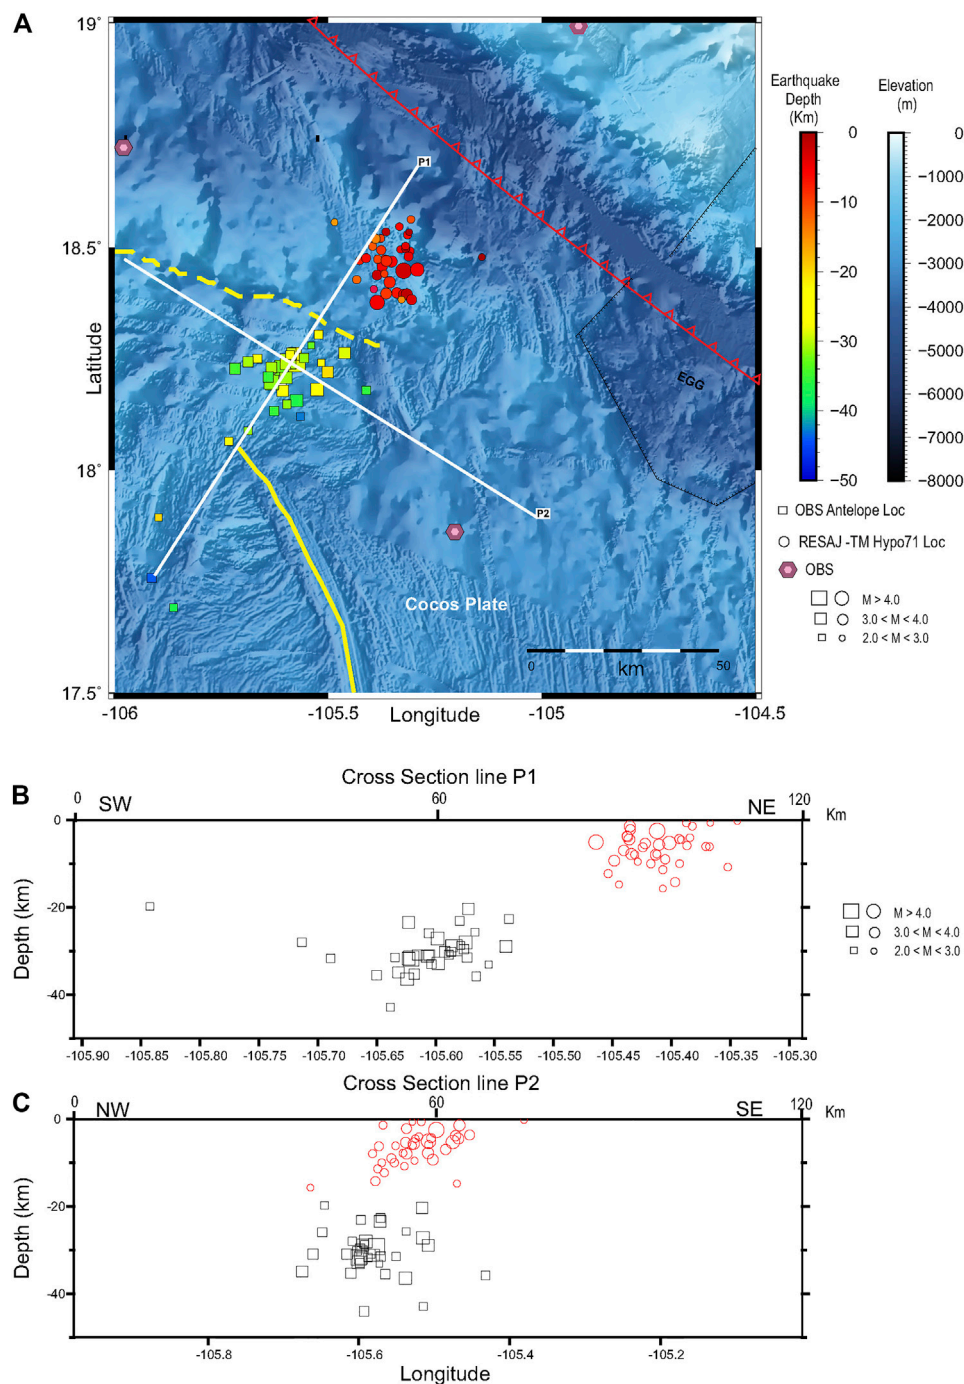 A
19°
18.5°
18°
17.5°
Latitude
P1
P2
EGG
Cocos Plate
0 50
km
-106 -105.5 -105 -104.5
Longitude
Earthquake
Depth
(Km)
0
-10
-20
-30
-40
-50
Elevation
(m)
0
-1000
-2000
-3000
-4000
-5000
-6000
-7000
-8000
OBS Antelope Loc
RESAJ -TM Hypo71 Loc
OBS
M > 4.0
3.0 < M < 4.0
2.0 < M < 3.0
B
Cross Section line P1
0 60 120
SW NE Km
Depth (km)
0
-20
-40
-105.90 -105.85 -105.80 -105.75 -105.70 -105.65 -105.60 -105.55 -105.50 -105.45 -105.40 -105.35 -105.30
M > 4.0
3.0 < M < 4.0
2.0 < M < 3.0
C
Cross Section line P2
0 60 120
NW SE Km
Depth (km)
0
-20
-40
-105.8 -105.6 -105.4 -105.2
Longitude